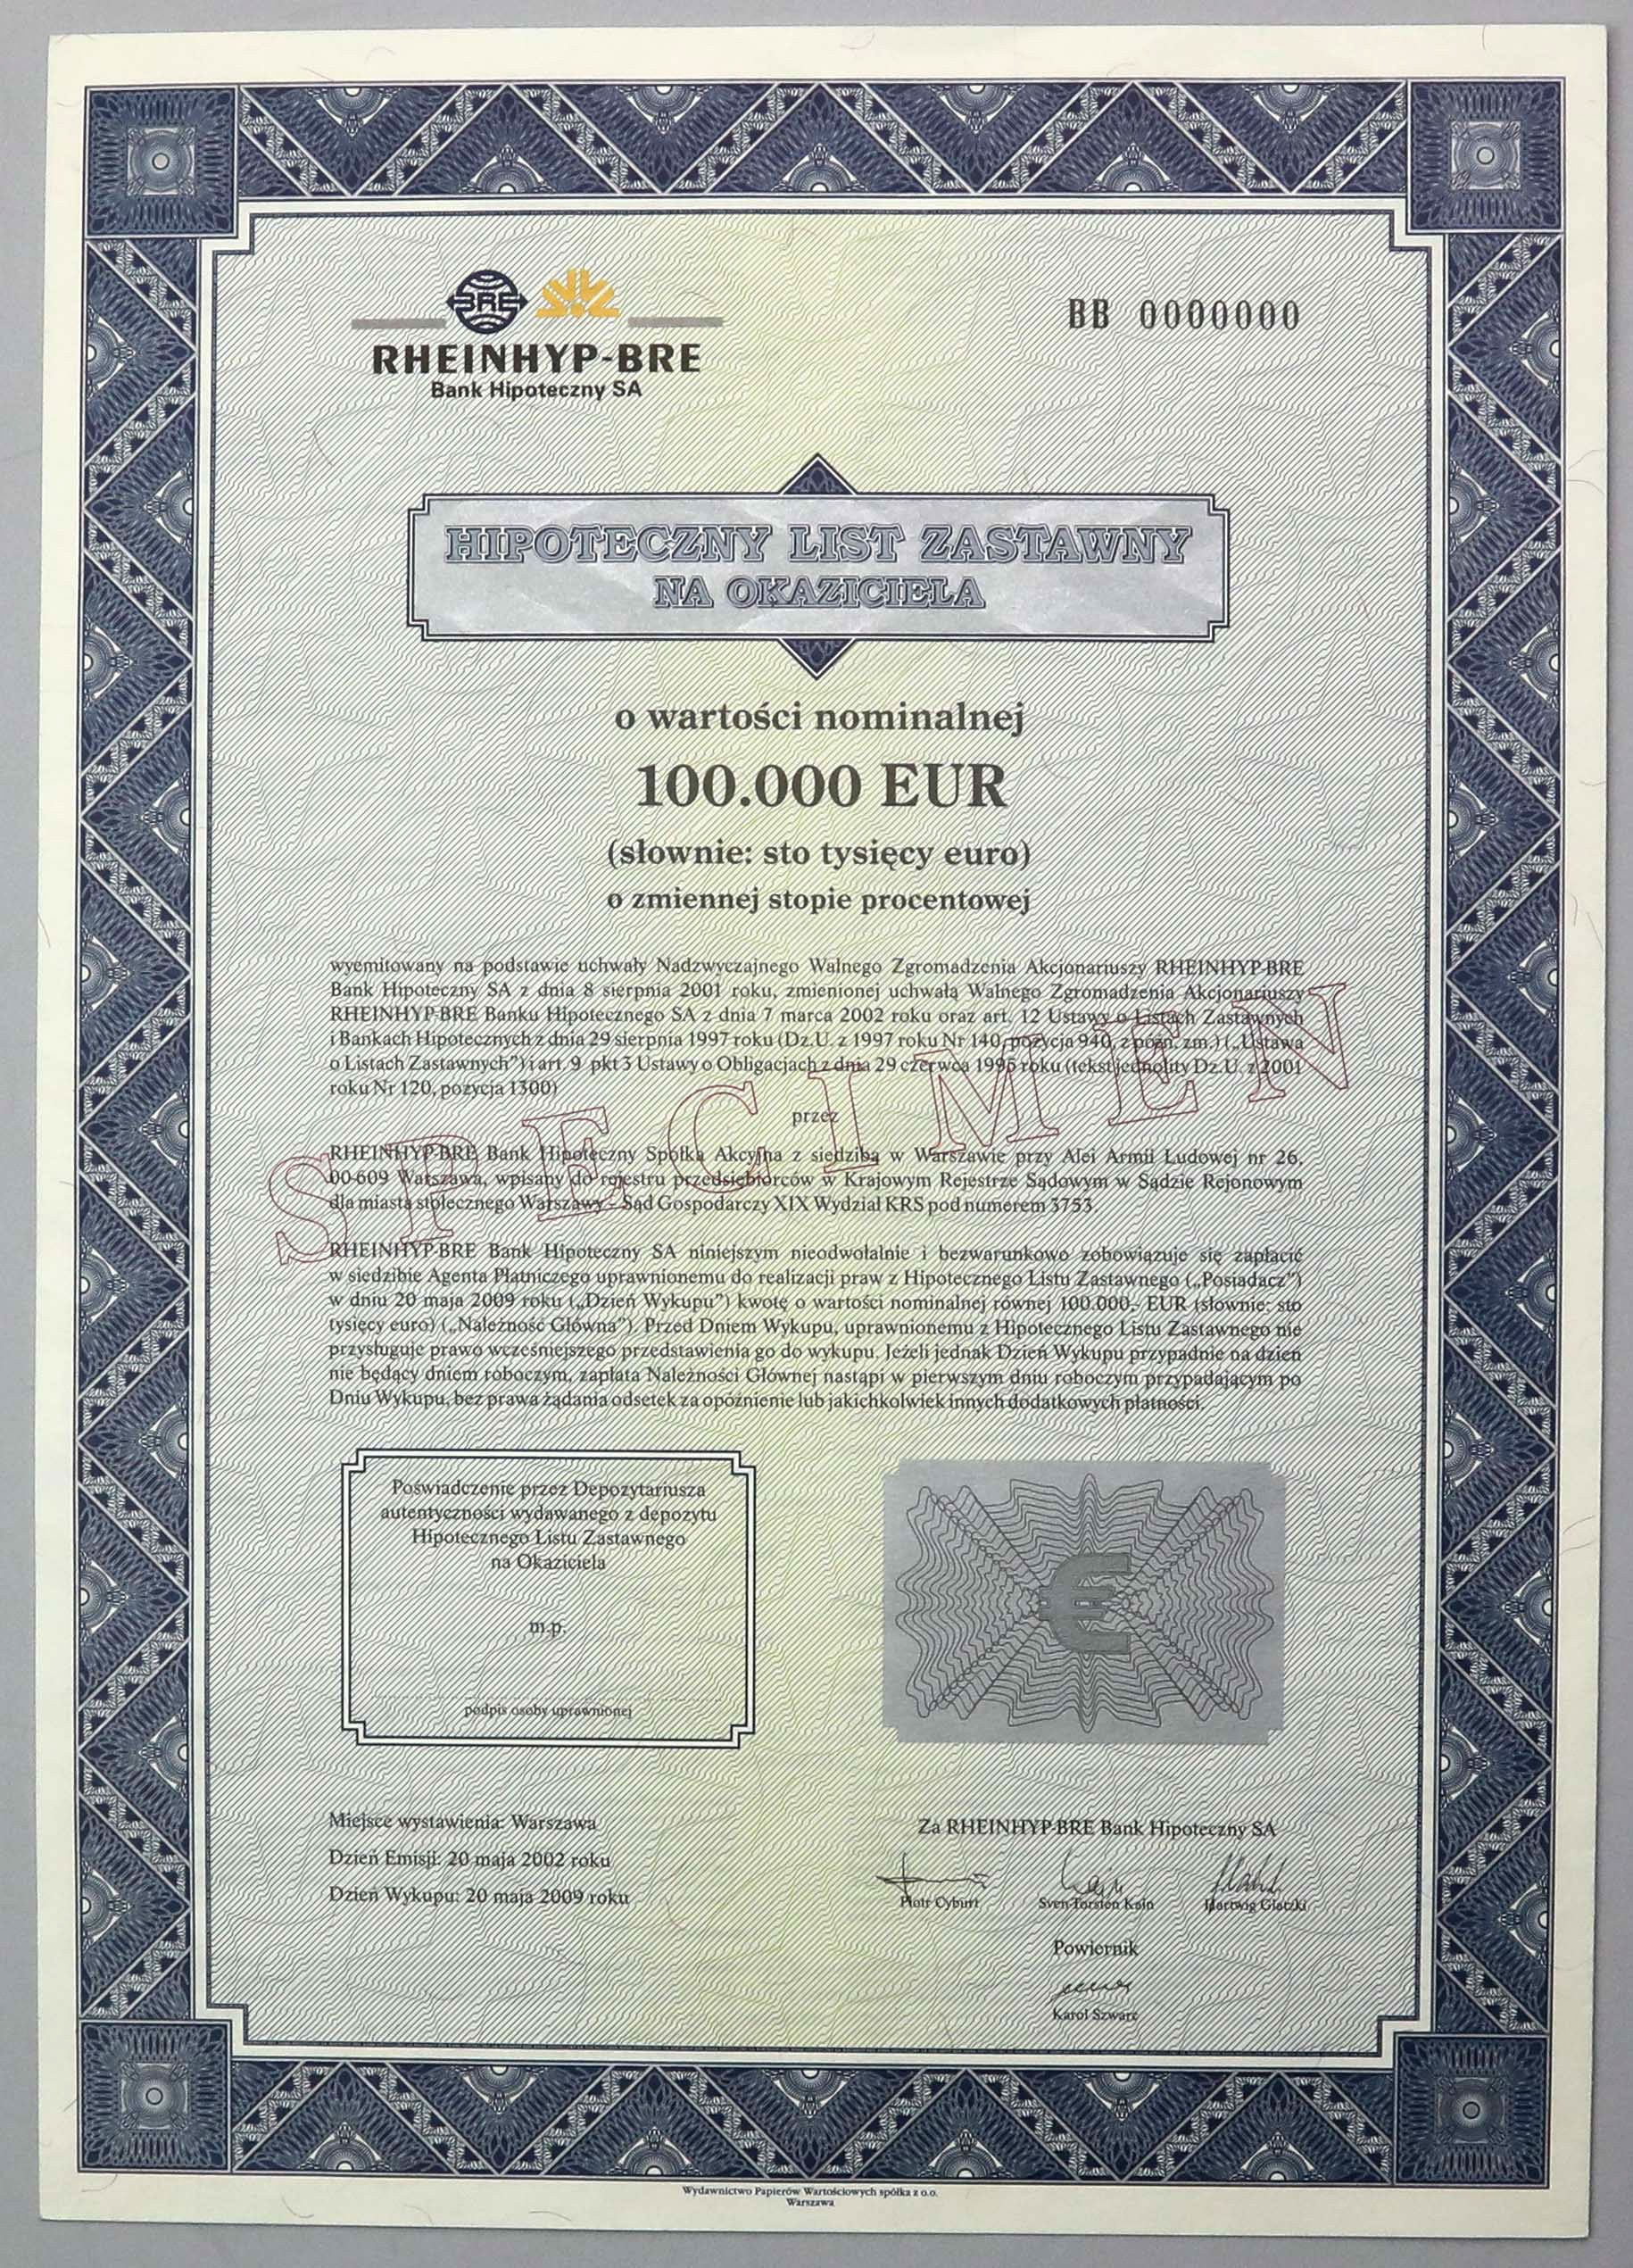 BRE
RHEINHYP-BRE
Bank Hipoteczny SA
BB 0000000
HIPOTECZNY LIST ZASTAWNY
NA OKAZICIELA
o wartości nominalnej
100.000 EUR
(słownie: sto tysięcy euro)
o zmiennej stopie procentowej
wyemitowany na podstawie uchwały Nadzwyczajnego Walnego Zgromadzenia Akcjonariuszy RHEINHYP-BRE
Bank Hipoteczny SA z dnia 8 sierpnia 2001 roku, zmienionej uchwałą Walnego Zgromadzenia Akcjonariuszy
RHEINHYP-BRE Banku Hipotecznego SA z dnia 7 marca 2002 roku oraz art. 12 Ustawy o Listach Zastawnych
i Bankach Hipotecznych z dnia 29 sierpnia 1997 roku (Dz.U. z 1997 roku Nr 140, pozycja 940, z pózn. zm.) („Ustawa
o Listach Zastawnych”) i art. 9 pkt 3 Ustawy o Obligacjach z dnia 29 czerwca 1995 roku (tekst jednolity Dz.U. z 2001
roku Nr 120, pozycja 1300)
przez
SPECIMEN
RHEINHYP-BRE Bank Hipoteczny Spółka Akcyjna z siedzibą w Warszawie przy Alei Armii Ludowej nr 26,
00-609 Warszawa, wpisany do rejestru przedsiębiorców w Krajowym Rejestrze Sądowym w Sądzie Rejonowym
dla miasta stołecznego Warszawy - Sąd Gospodarczy XIX Wydział KRS pod numerem 3753.
RHEINHYP-BRE Bank Hipoteczny SA niniejszym nieodwołalnie i bezwarunkowo zobowiązuje się zapłacić
w siedzibie Agenta Płatniczego uprawnionemu do realizacji praw z Hipotecznego Listu Zastawnego („Posiadacz”)
w dniu 20 maja 2009 roku („Dzień Wykupu”) kwotę o wartości nominalnej równej 100.000,- EUR (słownie: sto
tysięcy euro) („Należność Główna”). Przed Dniem Wykupu, uprawnionemu z Hipotecznego Listu Zastawnego nie
przysługuje prawo wcześniejszego przedstawienia go do wykupu. Jeżeli jednak Dzień Wykupu przypadnie na dzień
nie będący dniem roboczym, zapłata Należności Głównej nastąpi w pierwszym dniu roboczym przypadającym po
Dniu Wykupu, bez prawa żądania odsetek za opóźnienie lub jakichkolwiek innych dodatkowych płatności.
Poświadczenie przez Depozytariusza
autentyczności wydawanego z depozytu
Hipotecznego Listu Zastawnego
na Okaziciela
m.p.
podpis osoby uprawnionej
€
Miejsce wystawienia: Warszawa
Dzień Emisji: 20 maja 2002 roku
Dzień Wykupu: 20 maja 2009 roku
Za RHEINHYP-BRE Bank Hipoteczny SA
Piotr Cyburt Sven-Torsten Kain Hartwig Glatzki
Powiernik
Karol Szwarc
Wydawnictwo Papierów Wartościowych spółka z o.o.
Warszawa